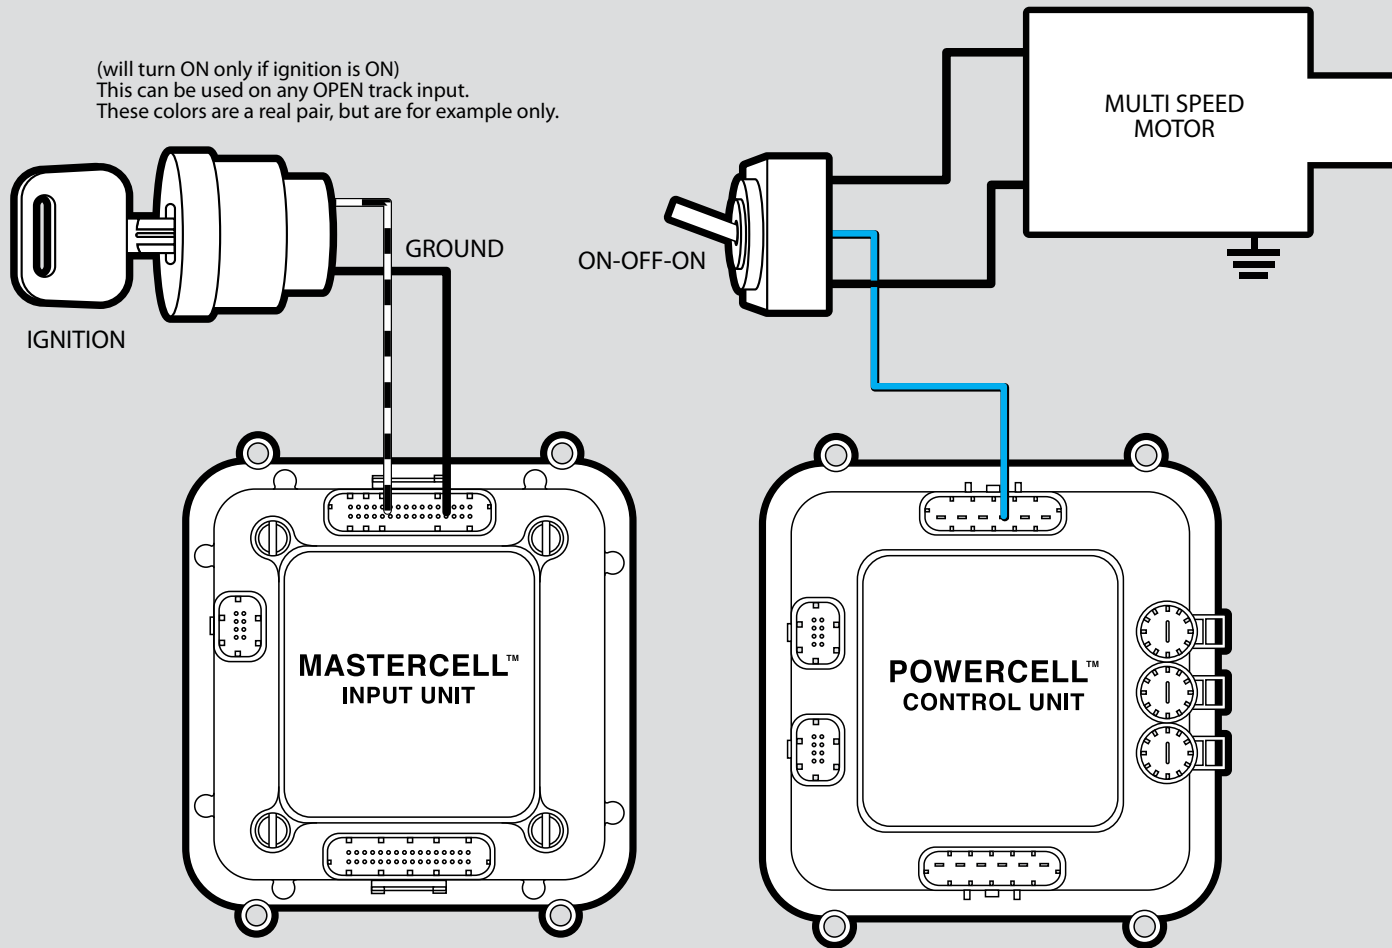 (will turn ON only if ignition is ON)
This can be used on any OPEN track input.
These colors are a real pair, but are for example only.
MULTI SPEED
MOTOR
GROUND
ON-OFF-ON
IGNITION
MASTERCELL™
INPUT UNIT
POWERCELL™
CONTROL UNIT